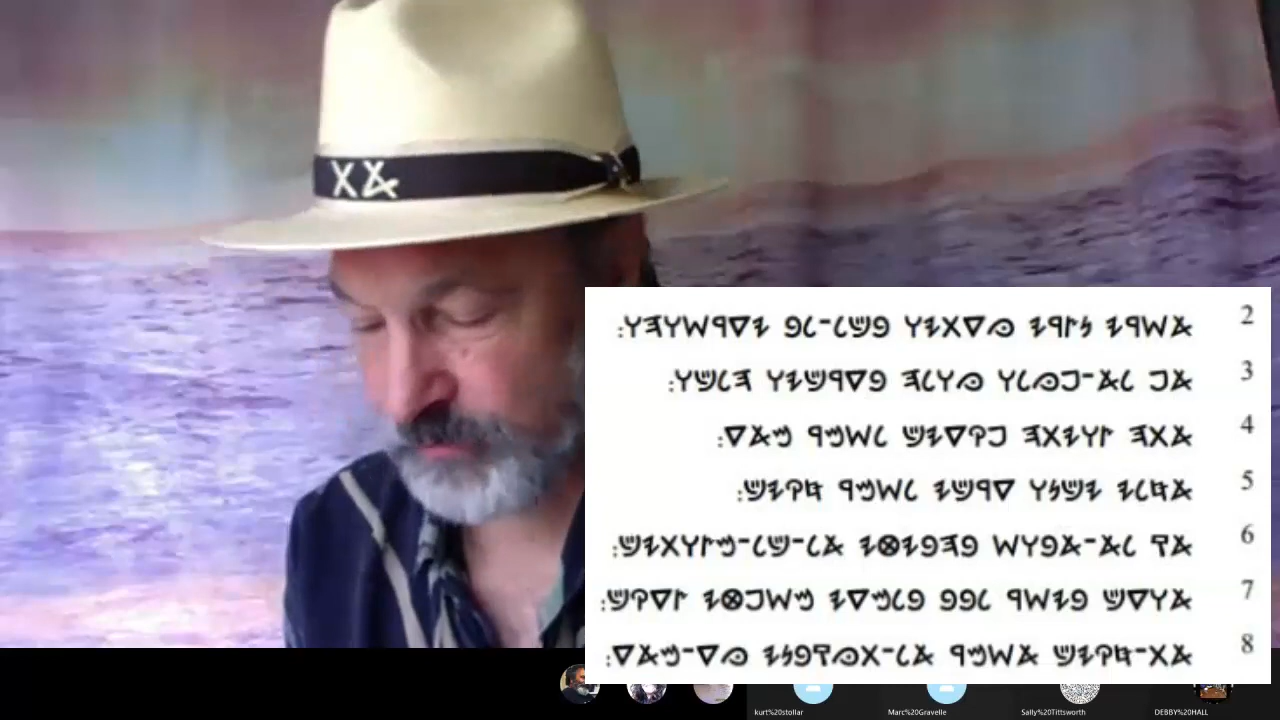 𐤀𐤕
2 𐤀𐤔𐤓𐤉 𐤍𐤑𐤓𐤉 𐤏𐤃𐤕𐤉𐤅 𐤁𐤊𐤋-𐤋𐤁 𐤉𐤃𐤓𐤔𐤅𐤄𐤅:
3 𐤀𐤐 𐤋𐤀-𐤐𐤏𐤋𐤅 𐤏𐤅𐤋𐤄 𐤁𐤃𐤓𐤊𐤉𐤅 𐤄𐤋𐤊𐤅:
4 𐤀𐤕𐤄 𐤑𐤅𐤉𐤕𐤄 𐤐𐤒𐤃𐤉𐤊 𐤋𐤔𐤌𐤓 𐤌𐤀𐤃:
5 𐤀𐤇𐤋𐤉 𐤉𐤊𐤍𐤅 𐤃𐤓𐤊𐤉 𐤋𐤔𐤌𐤓 𐤇𐤒𐤉𐤊:
6 𐤀𐤆 𐤋𐤀-𐤀𐤁𐤅𐤔 𐤁𐤄𐤁𐤉𐤈𐤉 𐤀𐤋-𐤊𐤋-𐤌𐤑𐤅𐤕𐤉𐤊:
7 𐤀𐤅𐤃𐤊 𐤁𐤉𐤔𐤓 𐤋𐤁𐤁 𐤁𐤋𐤌𐤃𐤉 𐤌𐤔𐤐𐤈𐤉 𐤑𐤃𐤒𐤊:
8 𐤀𐤕-𐤇𐤒𐤉𐤊 𐤀𐤔𐤌𐤓 𐤀𐤋-𐤕𐤏𐤆𐤁𐤍𐤉 𐤏𐤃-𐤌𐤀𐤃:
kurt%20stollar
Marc%20Gravelle
Sally%20Tittsworth
DEBBY%20HALL